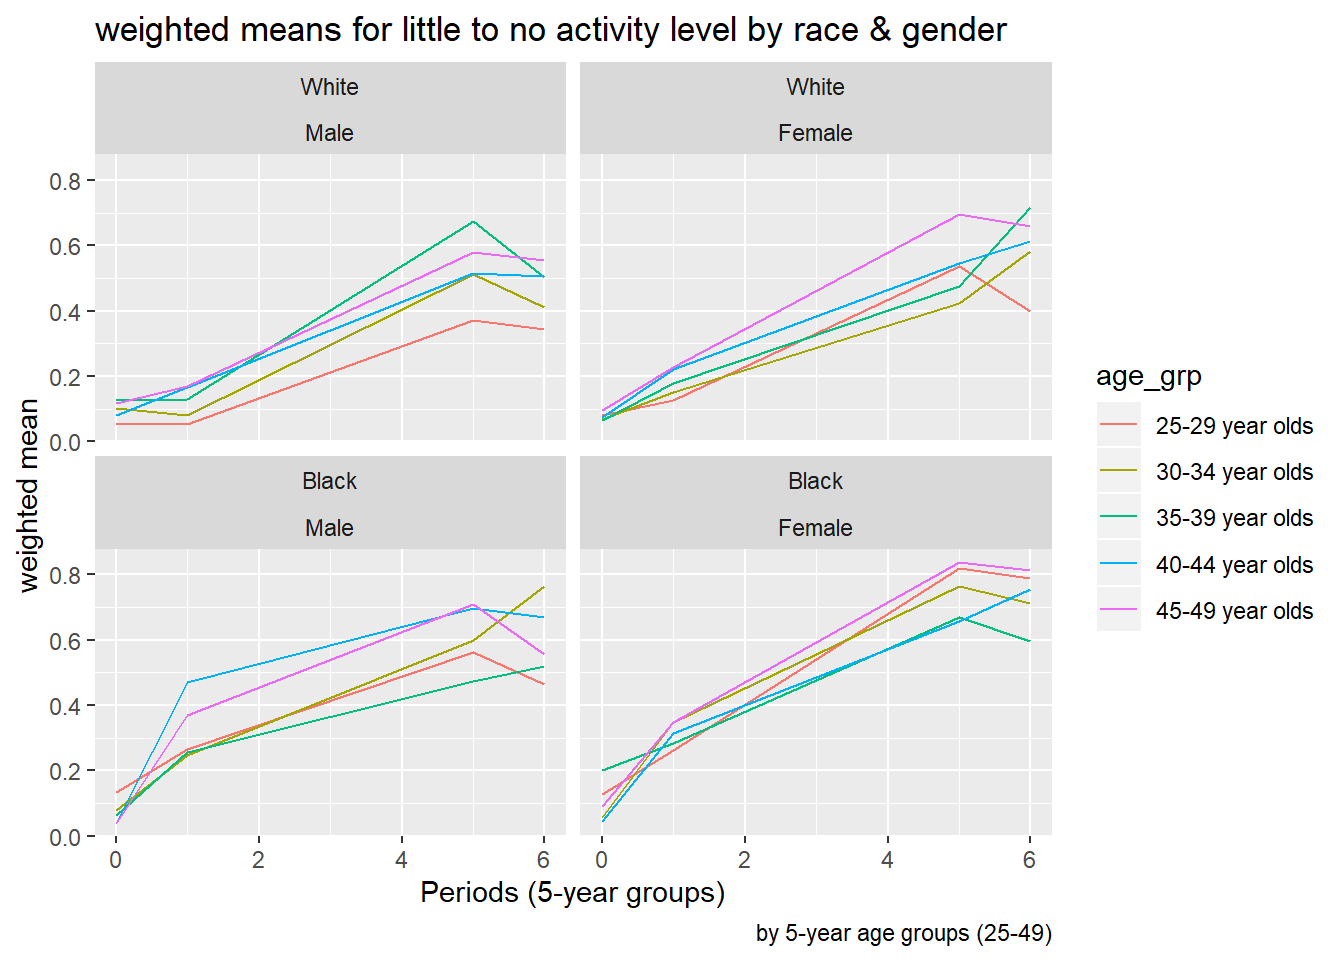 weighted means for little to no activity level by race & gender
White
Male
White
Female
0.8
0.6
0.4
0.2
0.0
Black
Male
Black
Female
0.8
0.6
0.4
0.2
0.0
0 2 4 6
0 2 4 6
weighted mean
Periods (5-year groups)
by 5-year age groups (25-49)
age_grp
25-29 year olds
30-34 year olds
35-39 year olds
40-44 year olds
45-49 year olds